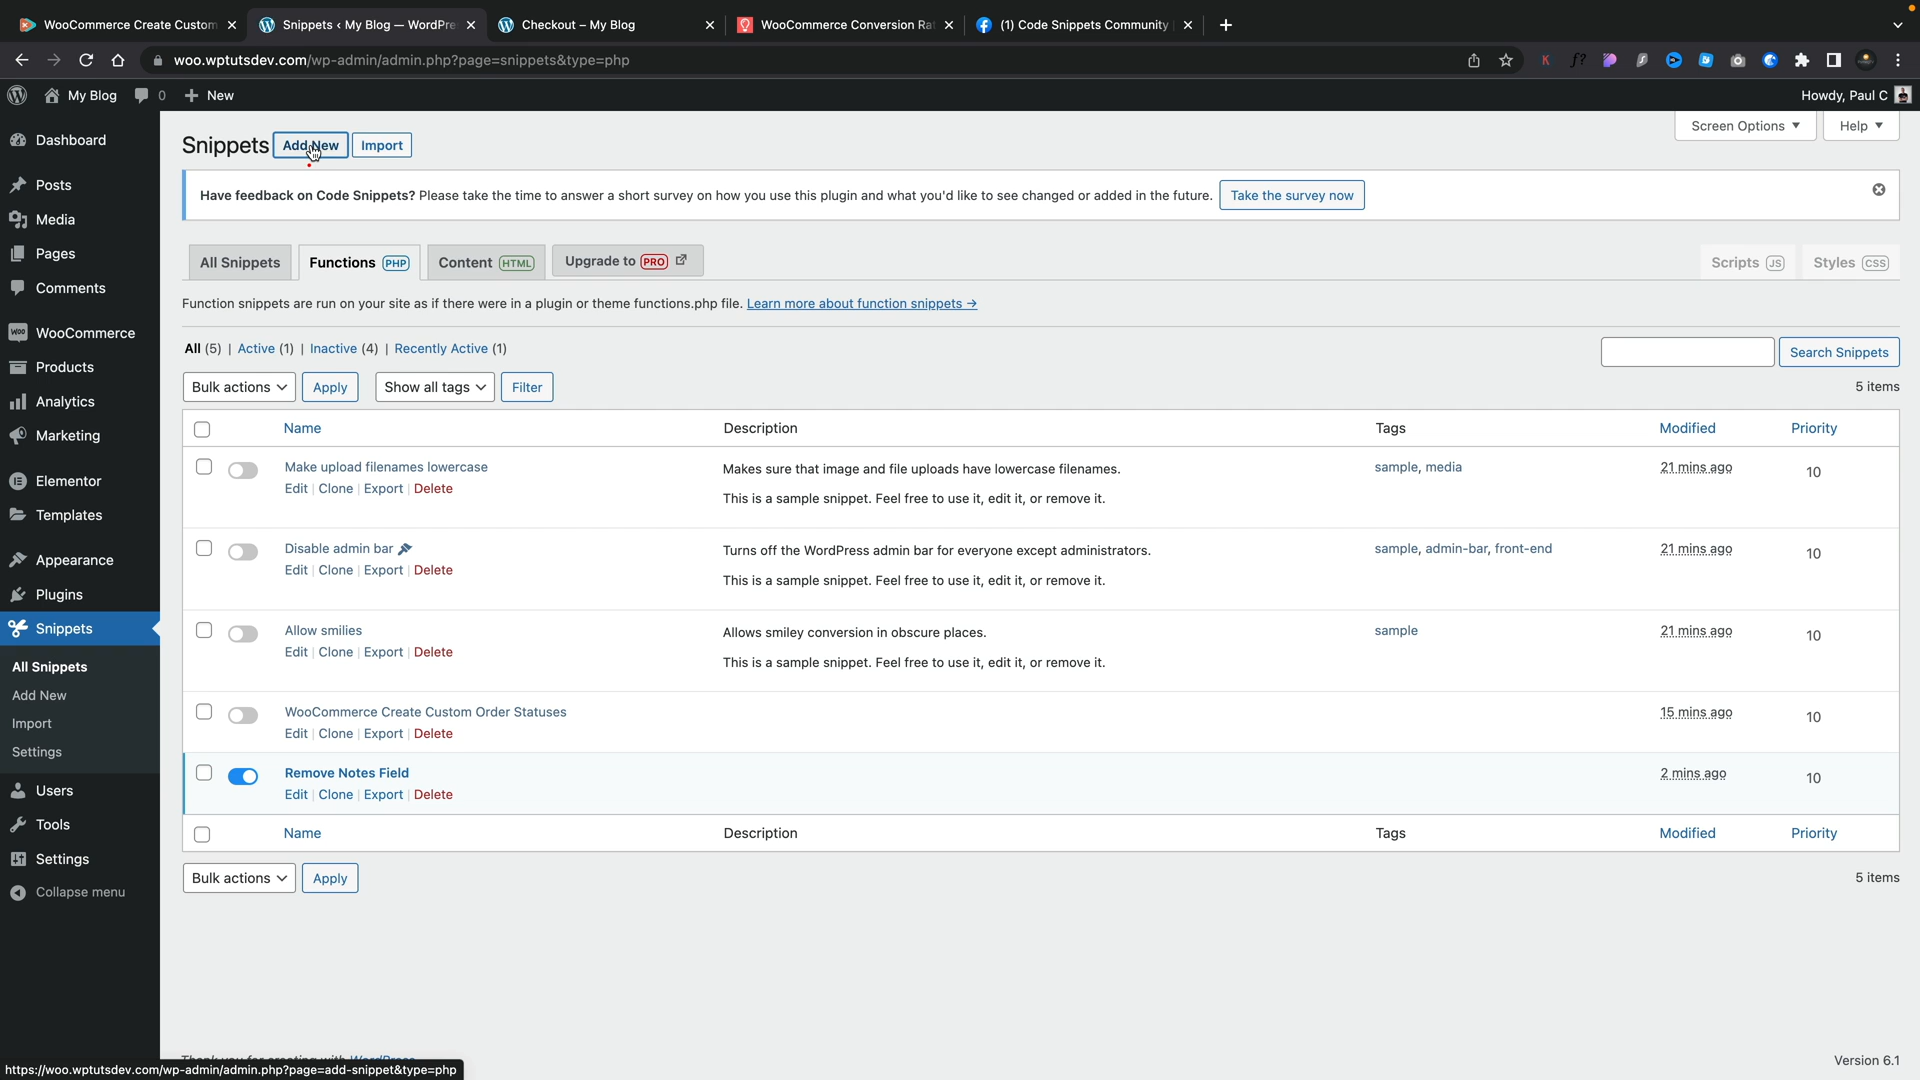 WooCommerce Create Custom
Snippets ‹ My Blog — WordPre
Checkout – My Blog
WooCommerce Conversion Rat
(1) Code Snippets Community
woo.wptutsdev.com/wp-admin/admin.php?page=snippets&type=php
My Blog
0
New
Howdy, Paul C
Dashboard
Posts
Media
Pages
Comments
WooCommerce
Products
Analytics
Marketing
Elementor
Templates
Appearance
Plugins
Snippets
All Snippets
Add New
Import
Settings
Users
Tools
Settings
Collapse menu
Snippets
Add New
Import
Screen Options
Help
Have feedback on Code Snippets? Please take the time to answer a short survey on how you use this plugin and what you'd like to see changed or added in the future.
Take the survey now
All Snippets
Functions PHP
Content HTML
Upgrade to PRO
Scripts JS
Styles CSS
Function snippets are run on your site as if there were in a plugin or theme functions.php file. Learn more about function snippets →
All (5) | Active (1) | Inactive (4) | Recently Active (1)
Search Snippets
Bulk actions
Apply
Show all tags
Filter
5 items
Name
Description
Tags
Modified
Priority
Make upload filenames lowercase
Edit | Clone | Export | Delete
Makes sure that image and file uploads have lowercase filenames.
This is a sample snippet. Feel free to use it, edit it, or remove it.
sample, media
21 mins ago
10
Disable admin bar
Edit | Clone | Export | Delete
Turns off the WordPress admin bar for everyone except administrators.
This is a sample snippet. Feel free to use it, edit it, or remove it.
sample, admin-bar, front-end
21 mins ago
10
Allow smilies
Edit | Clone | Export | Delete
Allows smiley conversion in obscure places.
This is a sample snippet. Feel free to use it, edit it, or remove it.
sample
21 mins ago
10
WooCommerce Create Custom Order Statuses
Edit | Clone | Export | Delete
15 mins ago
10
Remove Notes Field
Edit | Clone | Export | Delete
2 mins ago
10
Name
Description
Tags
Modified
Priority
Bulk actions
Apply
5 items
Thank you for creating with WordPress
Version 6.1
https://woo.wptutsdev.com/wp-admin/admin.php?page=add-snippet&type=php